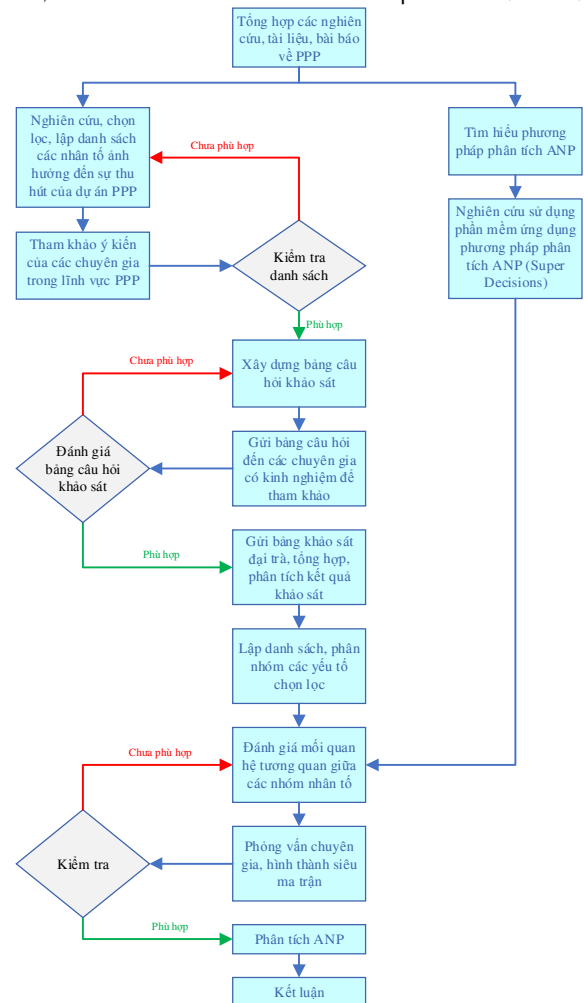 Tổng hợp các nghiên
cứu, tài liệu, bài báo
về PPP
Nghiên cứu, chọn
lọc, lập danh sách
các nhân tố ảnh
hưởng đến sự thu
hút của dự án PPP
Chưa phù hợp
Tìm hiểu phương
pháp phân tích ANP
Tham khảo ý kiến
của các chuyên gia
trong lĩnh vực PPP
Kiểm tra
danh sách
Nghiên cứu sử dụng
phần mềm ứng dụng
phương pháp phân
tích ANP (Super
Decisions)
Phù hợp
Chưa phù hợp
Xây dựng bảng câu
hỏi khảo sát
Đánh giá
bảng câu hỏi
khảo sát
Gửi bảng câu hỏi
đến các chuyên gia
có kinh nghiệm để
tham khảo
Phù hợp
Gửi bảng khảo sát
đại trà, tổng hợp,
phân tích kết quả
khảo sát
Lập danh sách, phân
nhóm các yếu tố
chọn lọc
Chưa phù hợp
Đánh giá mối quan
hệ tương quan giữa
các nhóm nhân tố
Kiểm tra
Phỏng vấn chuyên
gia, hình thành siêu
ma trận
Phù hợp
Phân tích ANP
Kết luận